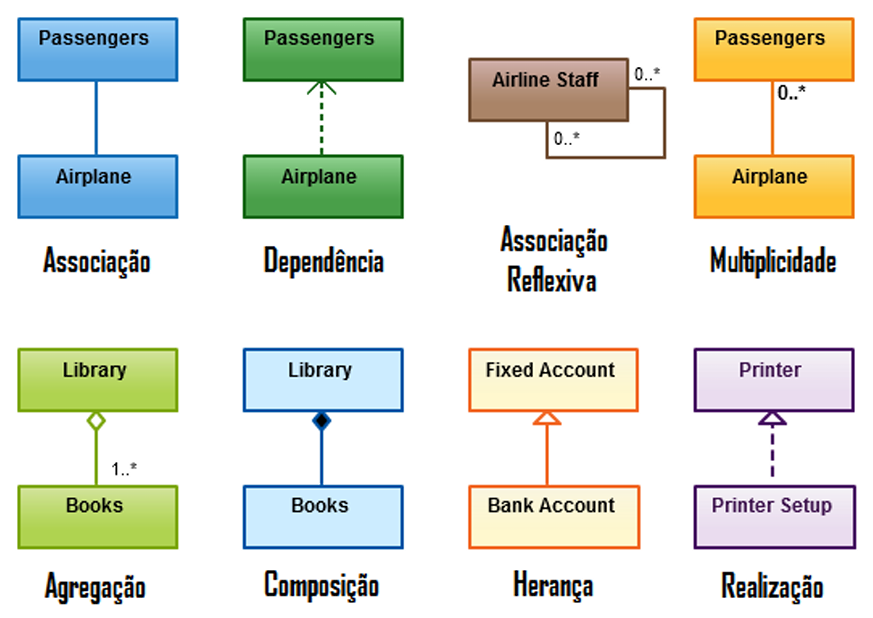 Passengers
Airplane
Associação
Passengers
Airplane
Dependência
Airline Staff
0..*
0..*
Associação
Reflexiva
Passengers
0..*
Airplane
Multiplicidade
Library
1..*
Books
Agregação
Library
Books
Composição
Fixed Account
Bank Account
Herança
Printer
Printer Setup
Realização